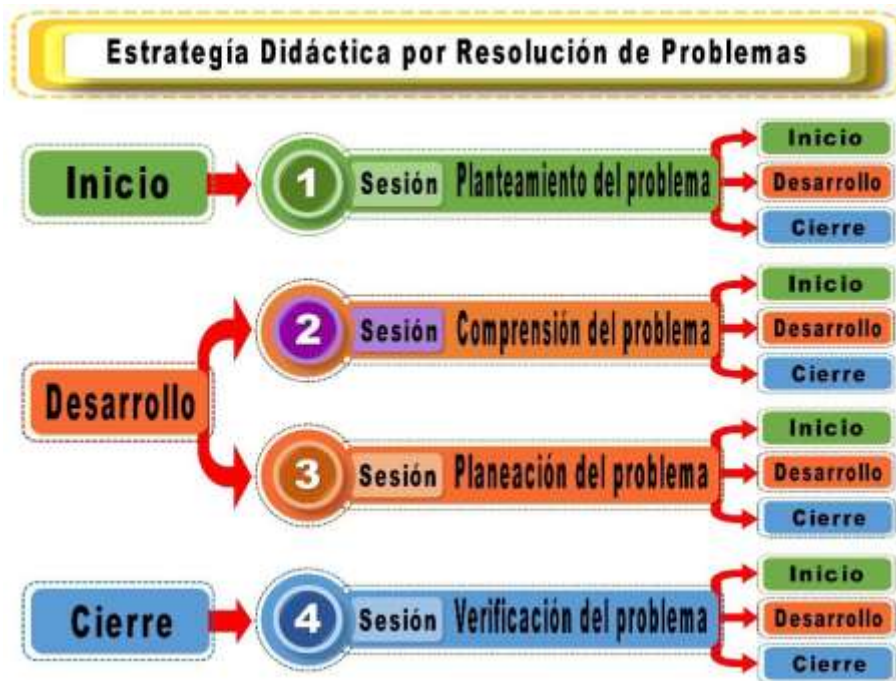 Estrategía Didáctica por Resolución de Problemas
Inicio
1
Sesión
Planteamiento del problema
Inicio
Desarrollo
Cierre
Desarrollo
2
Sesión
Comprensión del problema
Inicio
Desarrollo
Cierre
3
Sesión
Planeación del problema
Inicio
Desarrollo
Cierre
Cierre
4
Sesión
Verificación del problema
Inicio
Desarrollo
Cierre